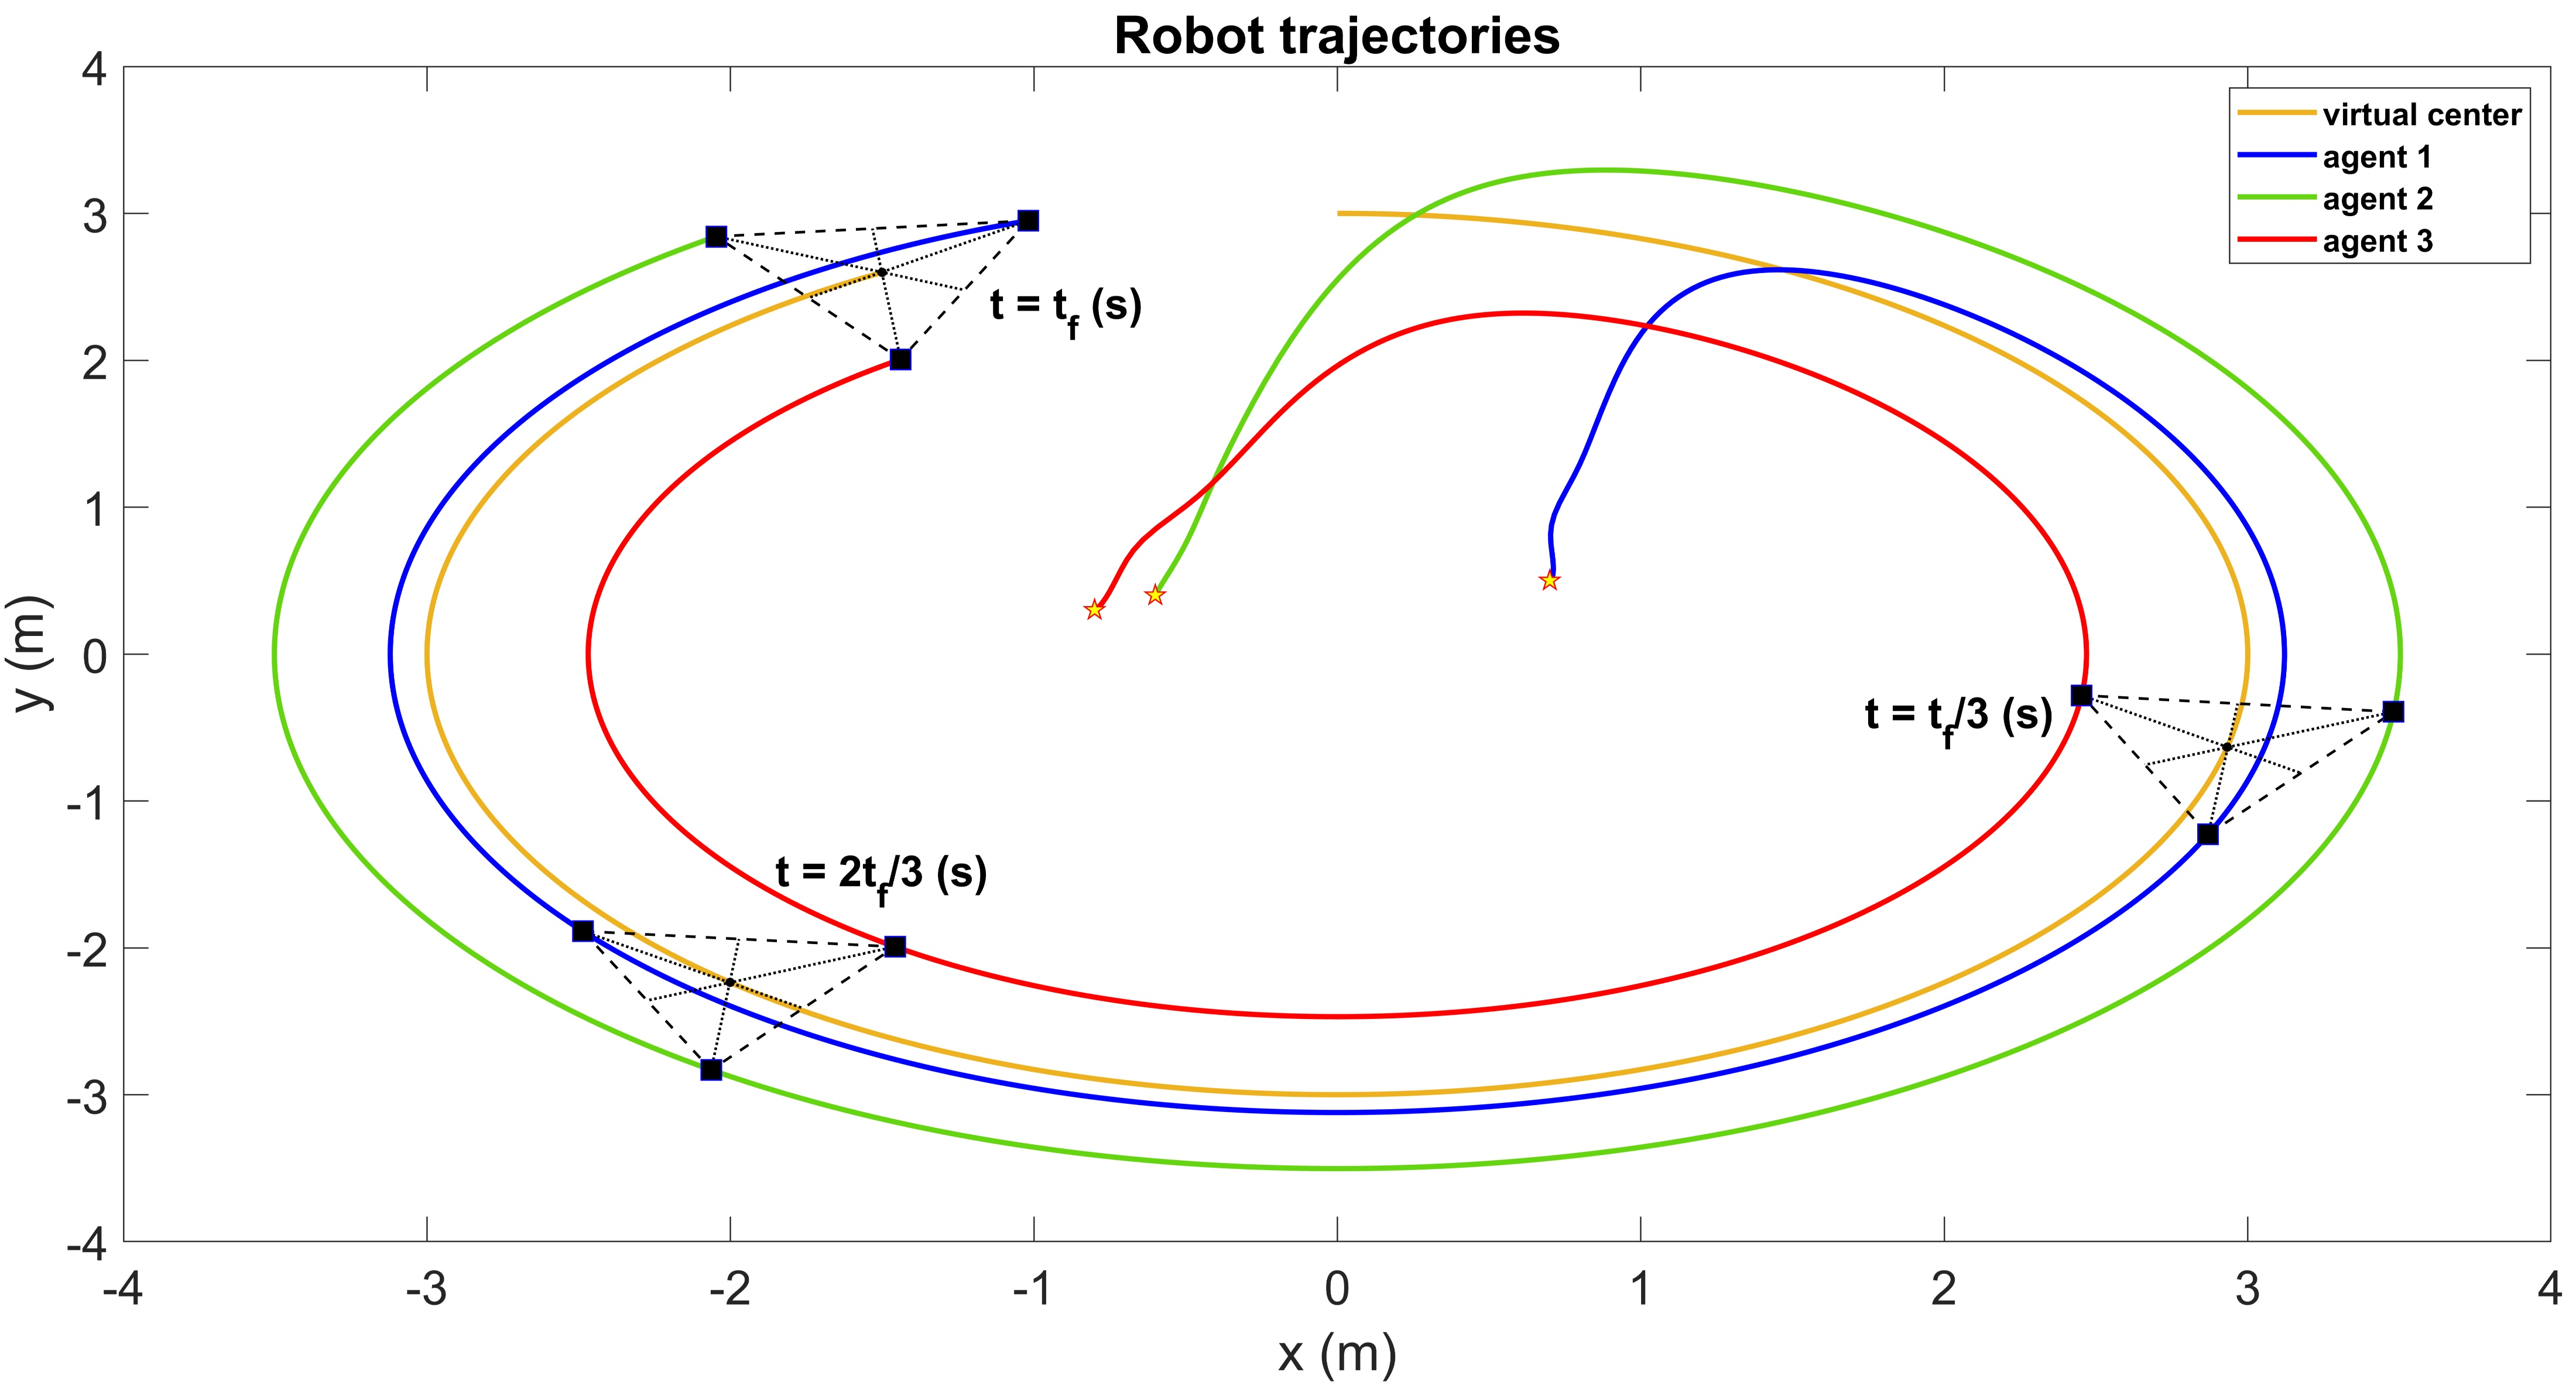 Robot trajectories
4
3
2
1
0
-1
-2
-3
-4
y (m)
virtual center
agent 1
agent 2
agent 3
t = tf (s)
t = tf/3 (s)
t = 2tf/3 (s)
-4
-3
-2
-1
0
1
2
3
4
x (m)